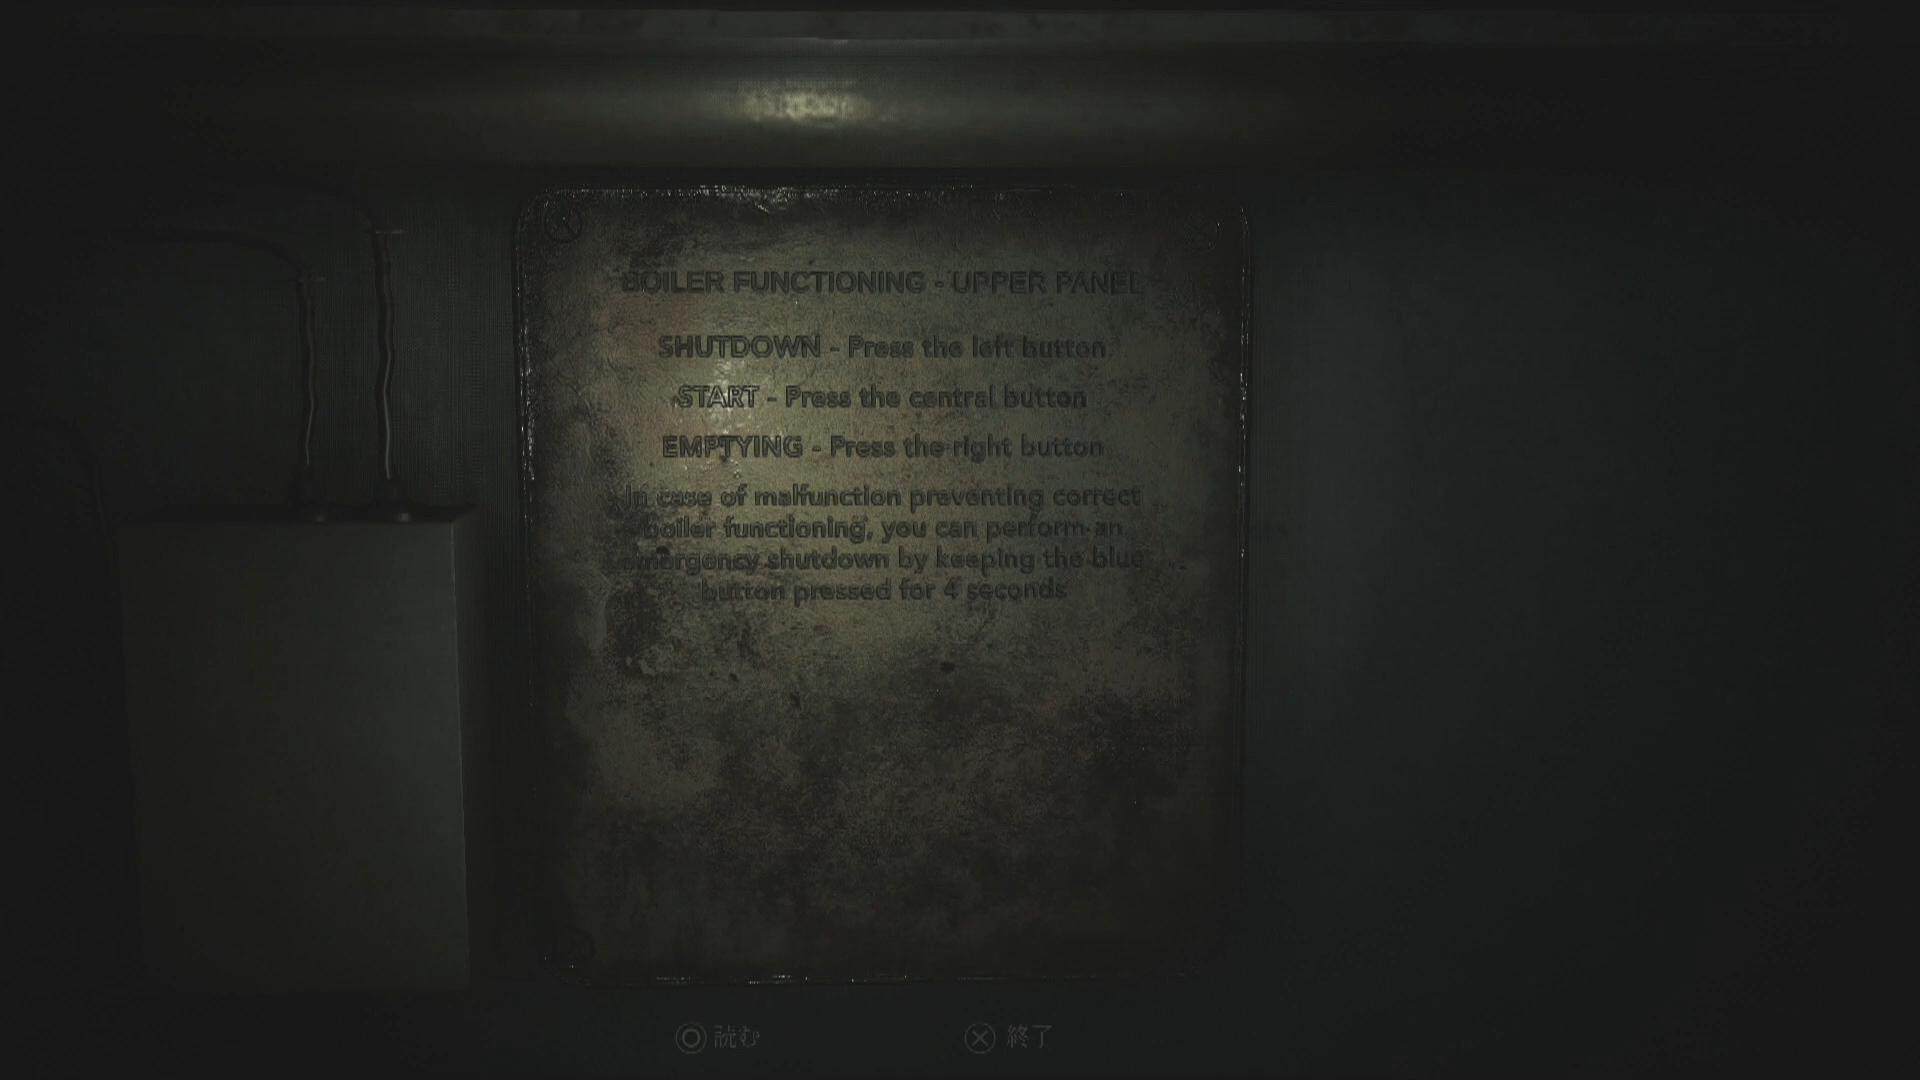 BOILER FUNCTIONING - UPPER PANEL
SHUTDOWN - Press the left button
START - Press the central button
EMPTYING - Press the right button
In case of malfunction preventing correct
boiler functioning, you can perform an
emergency shutdown by keeping the blue
button pressed for 4 seconds
読む 終了